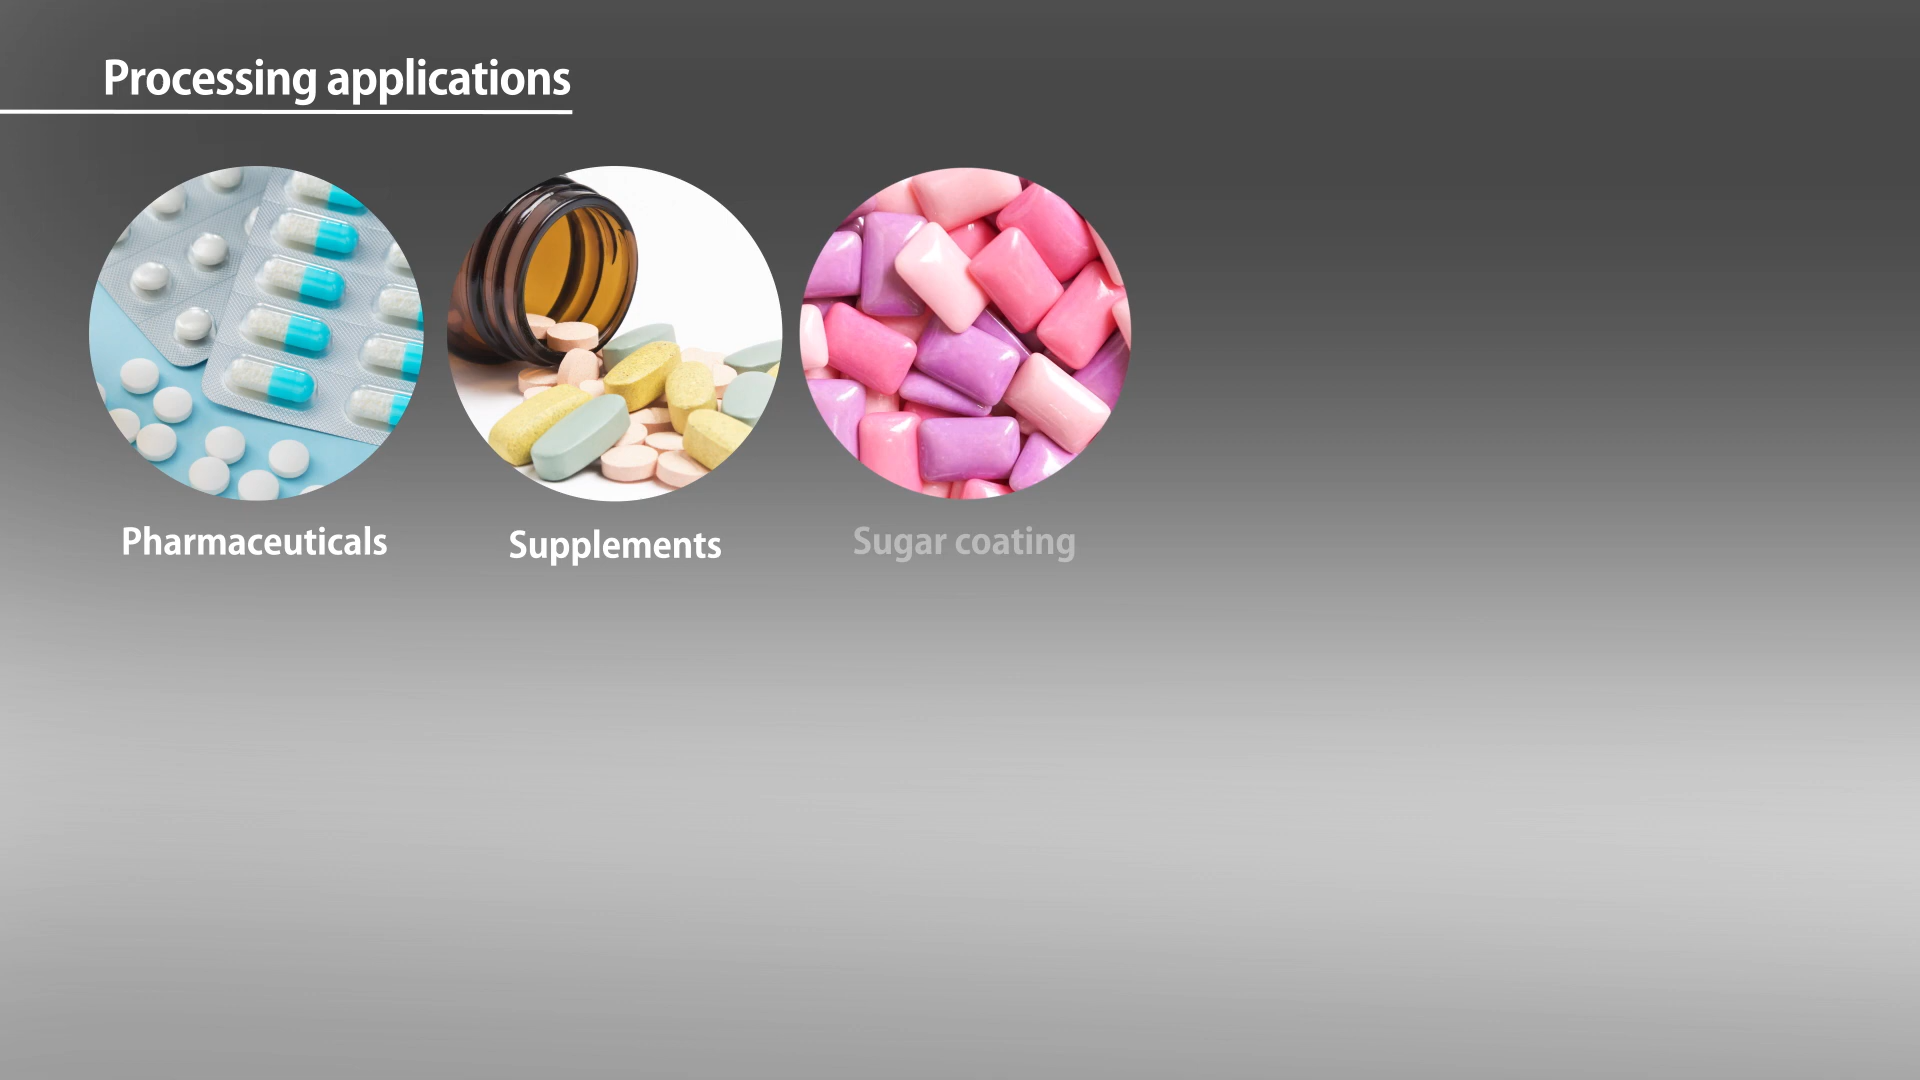 Processing applications
Pharmaceuticals
Supplements
Sugar coating